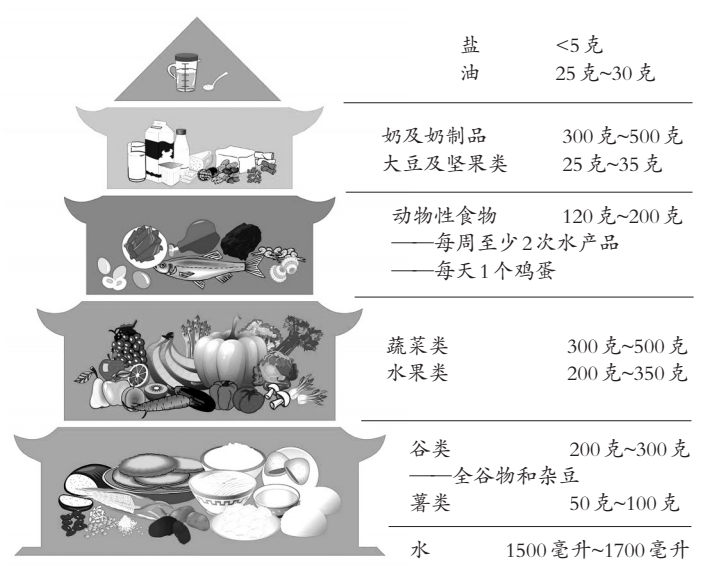 盐 <5克
油 25克~30克
奶及奶制品 300克~500克
大豆及坚果类 25克~35克
动物性食物 120克~200克
——每周至少2次水产品
——每天1个鸡蛋
蔬菜类 300克~500克
水果类 200克~350克
谷类 200克~300克
——全谷物和杂豆
薯类 50克~100克
水 1500毫升~1700毫升